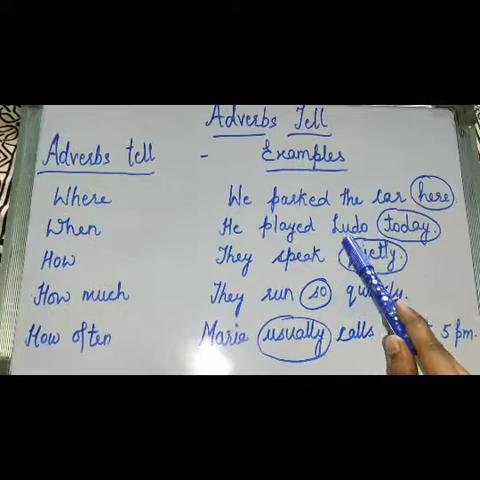 Adverbs Tell
Adverbs tell - Examples
Where We parked the car here
When He played Ludo today.
How They speak
How much They run so
How often Maria usually calls 5 pm.